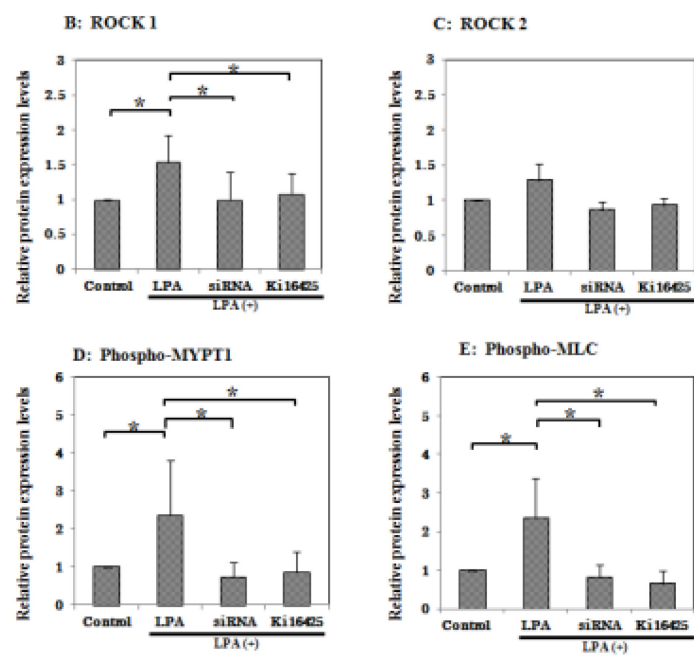 B: ROCK 1
Relative protein expression levels
3
2.5
2
1.5
1
0.5
0
* * *
Control LPA siRNA Ki16425
LPA (+)
C: ROCK 2
Relative protein expression levels
3
2.5
2
1.5
1
0.5
0
Control LPA siRNA Ki16425
LPA (+)
D: Phospho-MYPT1
Relative protein expression levels
6
5
4
3
2
1
0
* * *
Control LPA siRNA Ki16425
LPA (+)
E: Phospho-MLC
Relative protein expression levels
6
5
4
3
2
1
0
* * *
Control LPA siRNA Ki16425
LPA (+)